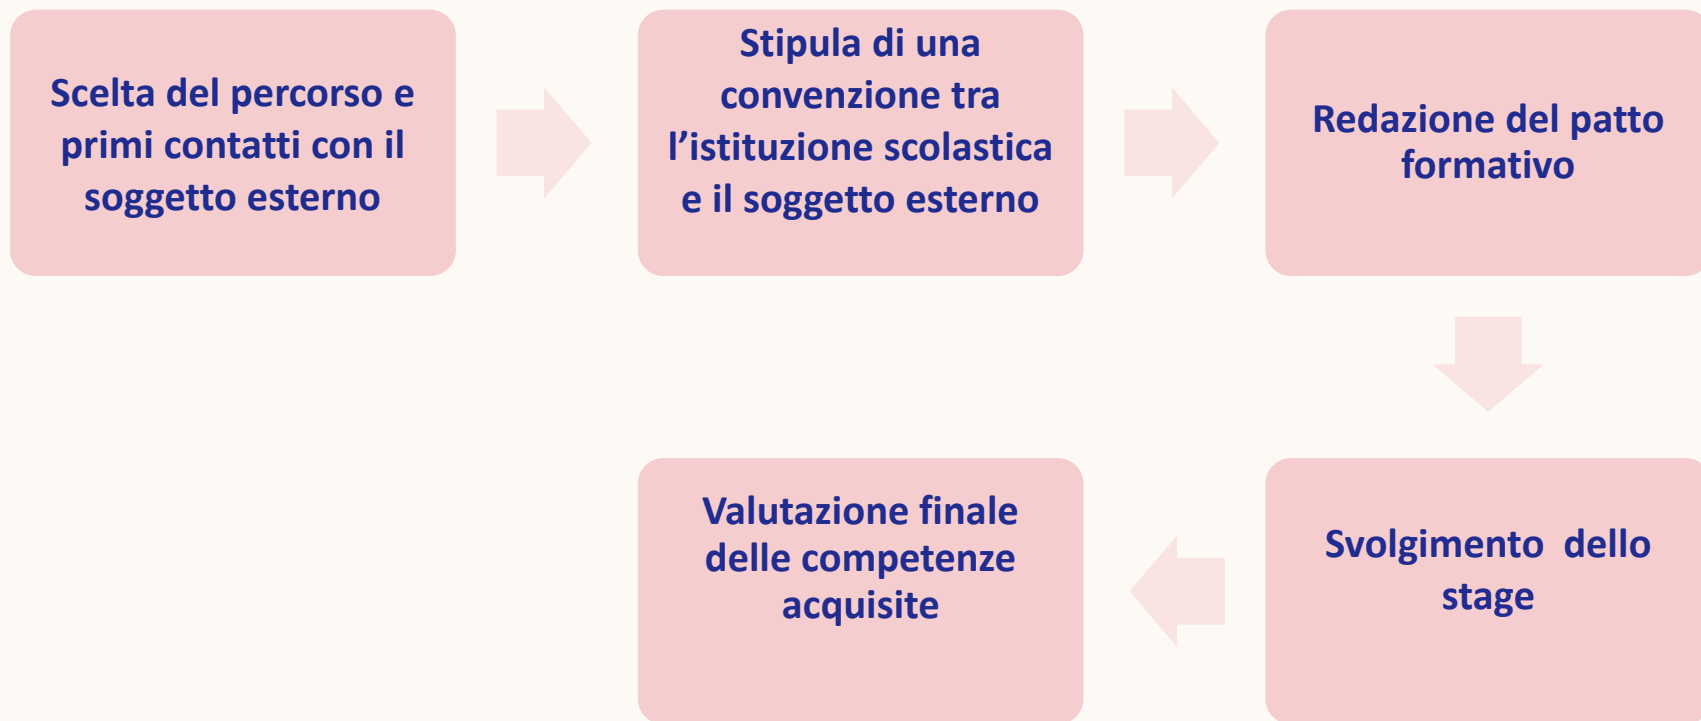 Scelta del percorso e
primi contatti con il
soggetto esterno
Stipula di una
convenzione tra
l’istituzione scolastica
e il soggetto esterno
Redazione del patto
formativo
Svolgimento  dello
stage
Valutazione finale
delle competenze
acquisite